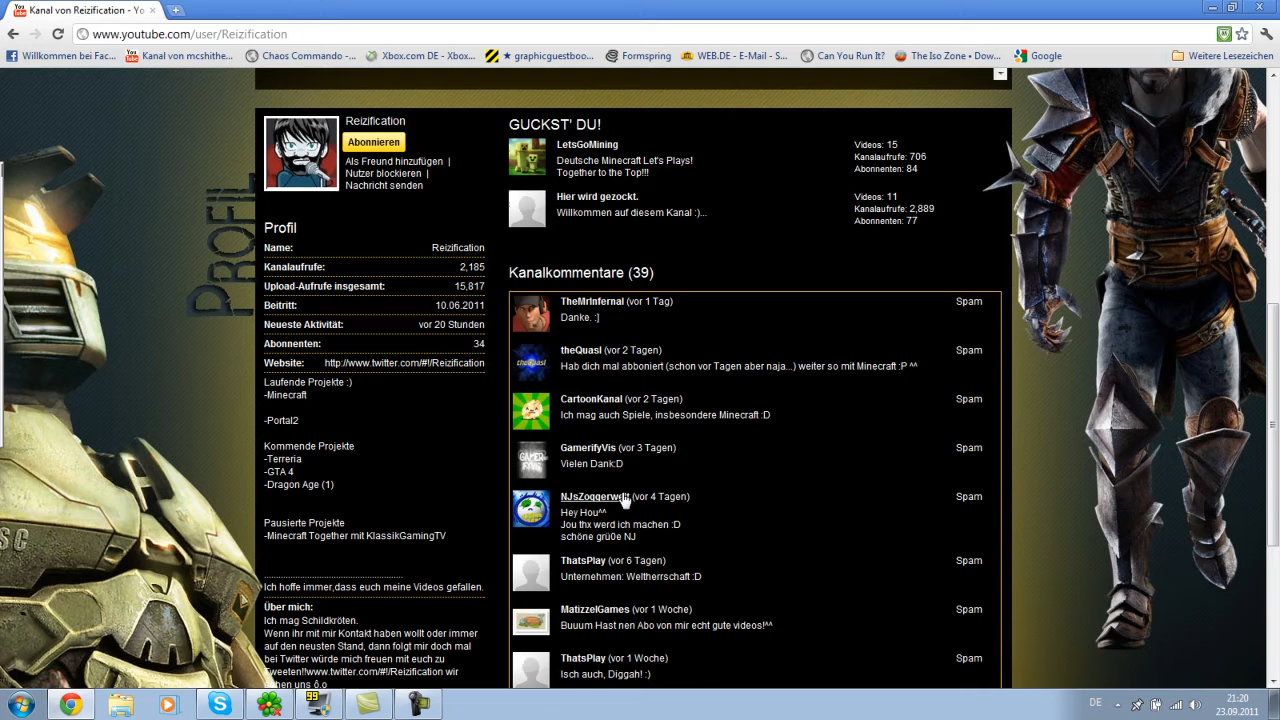 Kanal von Reizification - Yo
www.youtube.com/user/Reizification
Willkommen bei Fac...
Kanal von mcshithe...
Chaos Commando -...
Xbox.com DE - Xbox...
★ graphicguestboo...
Formspring
WEB.DE - E-Mail - S...
Can You Run It?
The Iso Zone • Dow...
Google
Weitere Lesezeichen
PROFIL
Reizification
Abonnieren
Als Freund hinzufügen |
Nutzer blockieren |
Nachricht senden
Profil
Name: Reizification
Kanalaufrufe: 2,185
Upload-Aufrufe insgesamt: 15,817
Beitritt: 10.06.2011
Neueste Aktivität: vor 20 Stunden
Abonnenten: 34
Website: http://www.twitter.com/#!/Reizification
Laufende Projekte :)
-Minecraft
-Portal2
Kommende Projekte
-Terreria
-GTA 4
-Dragon Age (1)
Pausierte Projekte
-Minecraft Together mit KlassikGamingTV
Ich hoffe immer,dass euch meine Videos gefallen.
Über mich:
Ich mag Schildkröten.
Wenn ihr mit mir Kontakt haben wollt oder immer
auf den neusten Stand, dann folgt mir doch mal
bei Twitter würde mich freuen mit euch zu
Tweeten!!www.twitter.com/#!/Reizification wir
sehen uns ô.o
GUCKST' DU!
LetsGoMining
Deutsche Minecraft Let's Plays!
Together to the Top!!!
Videos: 15
Kanalaufrufe: 706
Abonnenten: 84
Hier wird gezockt.
Willkommen auf diesem Kanal :)...
Videos: 11
Kanalaufrufe: 2,889
Abonnenten: 77
Kanalkommentare (39)
TheMrInfernal (vor 1 Tag) Spam
Danke. :]
theQuasl (vor 2 Tagen) Spam
Hab dich mal abboniert (schon vor Tagen aber naja...) weiter so mit Minecraft :P ^^
CartoonKanal (vor 2 Tagen) Spam
Ich mag auch Spiele, insbesondere Minecraft :D
GamerifyVis (vor 3 Tagen) Spam
Vielen Dank:D
NJsZoggerwelt (vor 4 Tagen) Spam
Hey Hou^^
Jou thx werd ich machen :D
schöne grü0e NJ
ThatsPlay (vor 6 Tagen) Spam
Unternehmen: Weltherrschaft :D
MatizzelGames (vor 1 Woche) Spam
Buuum Hast nen Abo von mir echt gute videos!^^
ThatsPlay (vor 1 Woche) Spam
Isch auch, Diggah! :)
99
DE
21:20
23.09.2011